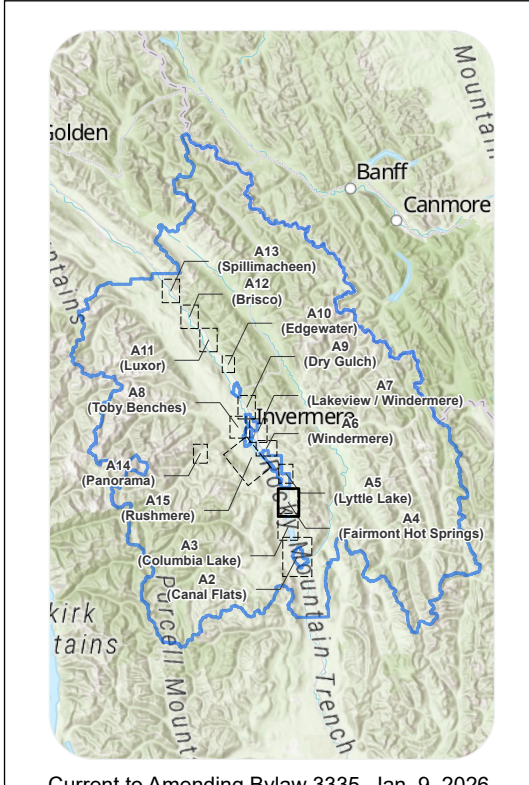 Mountain
Golden
Banff
Canmore
A13
(Spillimacheen)
A12
(Brisco)
A10
(Edgewater)
A11
(Luxor)
A9
(Dry Gulch)
A8
(Toby Benches)
A7
(Lakeview / Windermere)
Invermere
A6
(Windermere)
A14
(Panorama)
A15
(Rushmere)
A5
(Lyttle Lake)
A4
(Fairmont Hot Springs)
A3
(Columbia Lake)
A2
(Canal Flats)
ntains
kirk
tains
Purcell Mount
Rocky Mountain Trench
Current to Amending Bylaw 3335, Jan. 9, 2026